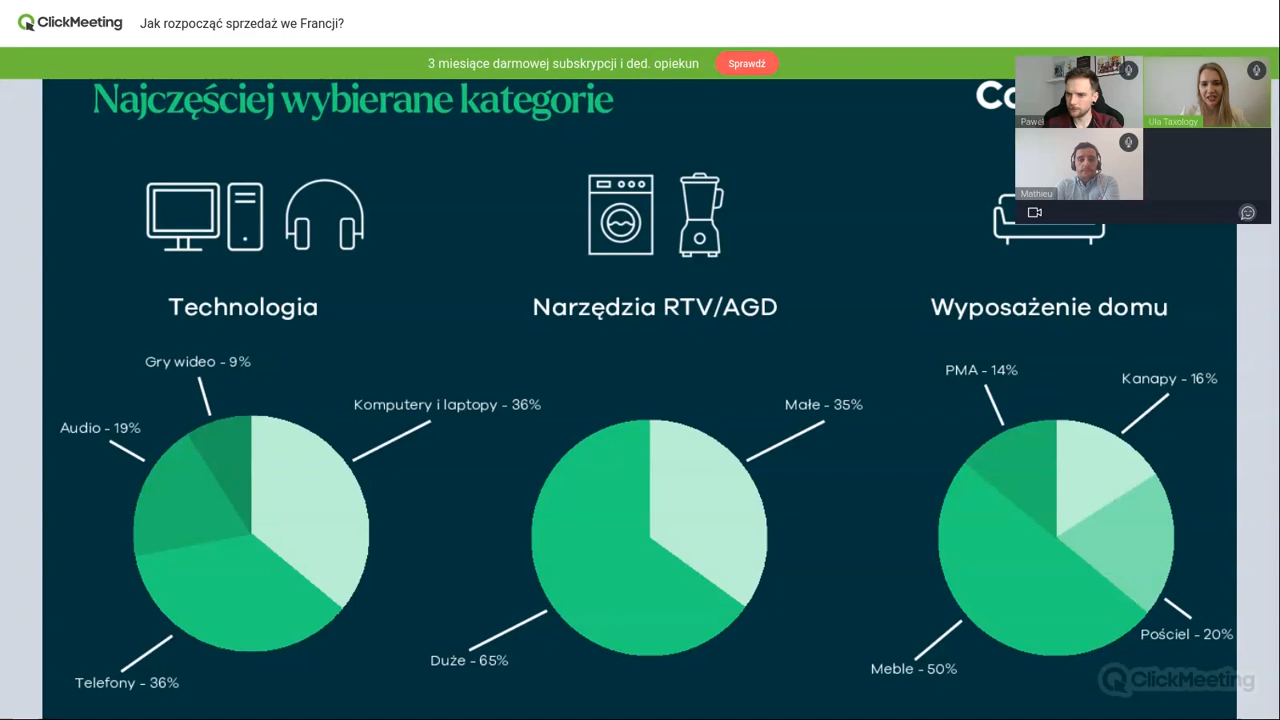 ClickMeeting Jak rozpocząć sprzedaż we Francji?
3 miesiące darmowej subskrypcji i ded. opiekun Sprawdź
Najczęściej wybierane kategorie
Paweł
Ula Taxology
Mathieu
Technologia
Narzędzia RTV/AGD
Wyposażenie domu
Gry wideo - 9%
Komputery i laptopy - 36%
Audio - 19%
Telefony - 36%
Małe - 35%
Duże - 65%
PMA - 14%
Kanapy - 16%
Pościel - 20%
Meble - 50%
ClickMeeting